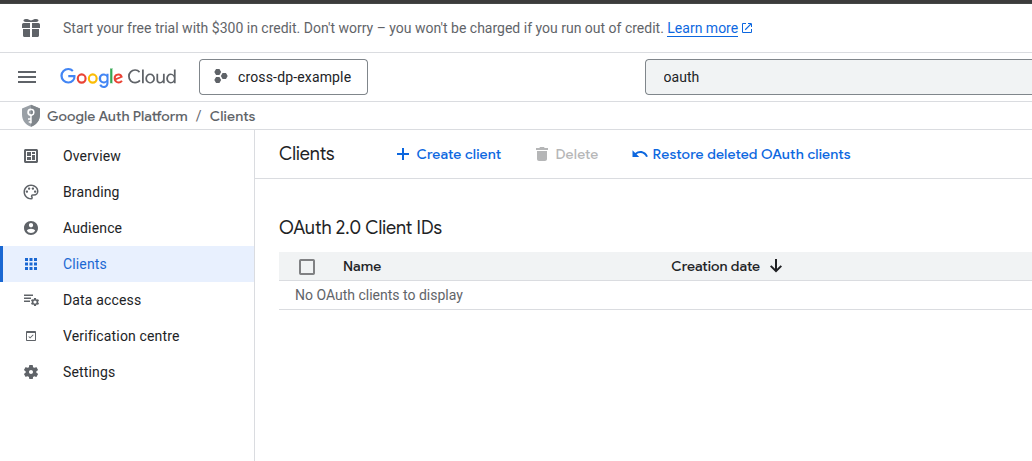 Start your free trial with $300 in credit. Don't worry – you won't be charged if you run out of credit. Learn more
Google Cloud
cross-dp-example
oauth
Google Auth Platform / Clients
Overview
Branding
Audience
Clients
Data access
Verification centre
Settings
Clients
Create client
Delete
Restore deleted OAuth clients
OAuth 2.0 Client IDs
Name Creation date
No OAuth clients to display